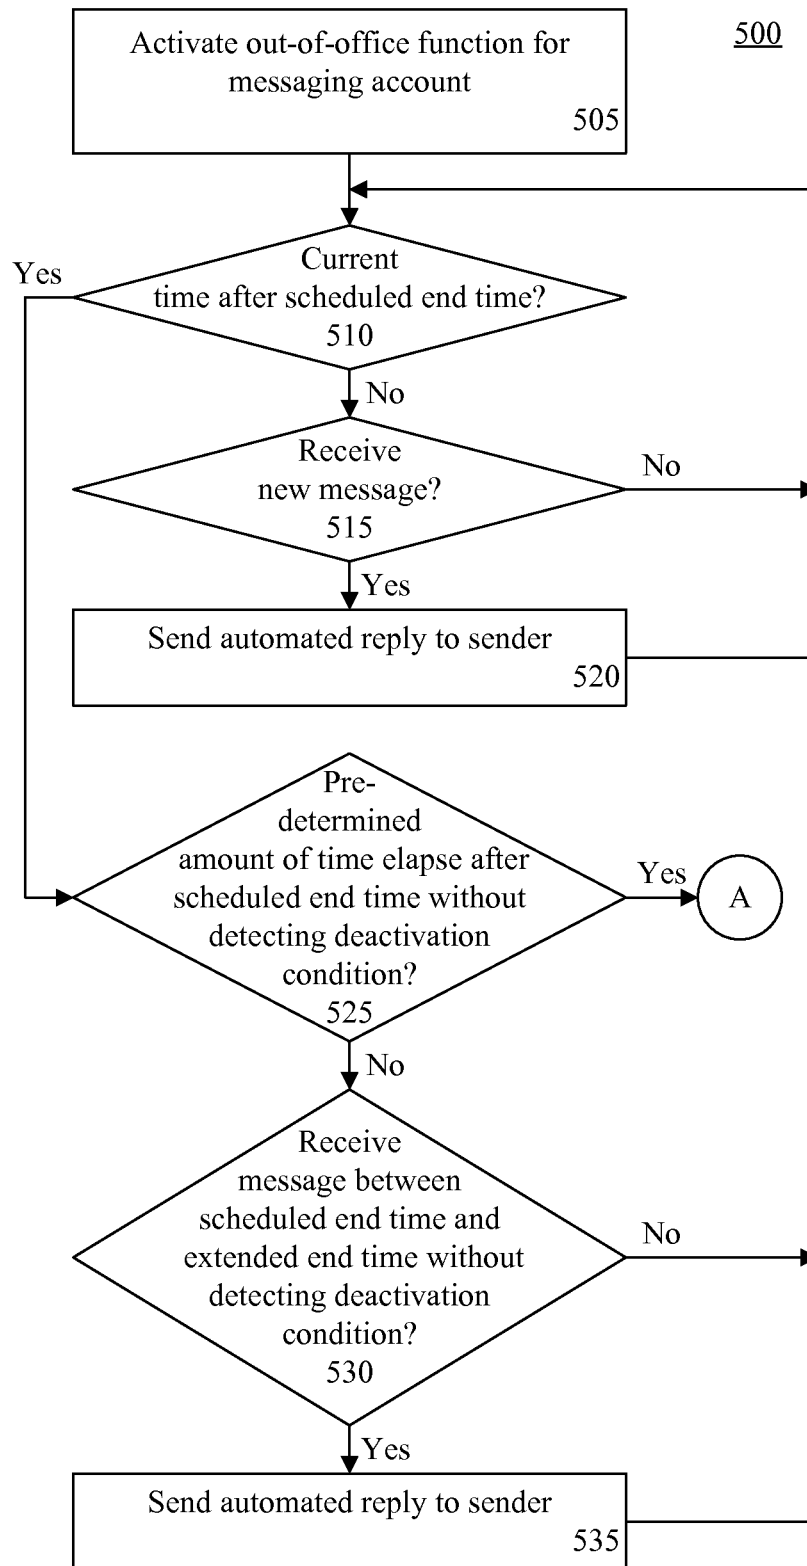 500
Activate out-of-office function for
messaging account
505
Yes
Current
time after scheduled end time?
510
No
Receive
new message?
515
No
Yes
Send automated reply to sender
520
Pre-
determined
amount of time elapse after
scheduled end time without
detecting deactivation
condition?
525
Yes
A
No
Receive
message between
scheduled end time and
extended end time without
detecting deactivation
condition?
530
No
Yes
Send automated reply to sender
535